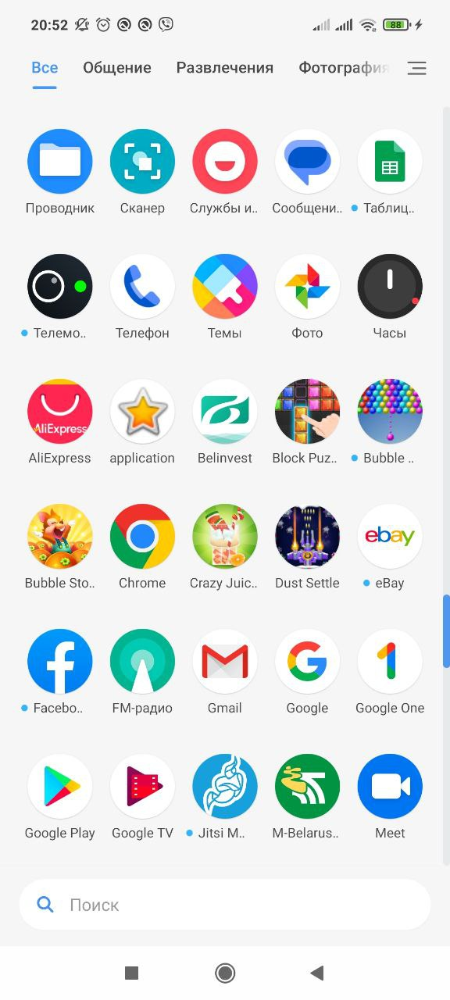 20:52
88
Все Общение Развлечения Фотография
Проводник Сканер Службы и.. Сообщени.. Таблиц..
Телемо.. Телефон Темы Фото Часы
AliExpress
AliExpress application Belinvest Block Puz.. Bubble ..
ebay
Bubble Sto.. Chrome Crazy Juic.. Dust Settle eBay
Facebo.. FM-радио Gmail Google Google One
Google Play Google TV Jitsi M.. M-Belarus.. Meet
Поиск